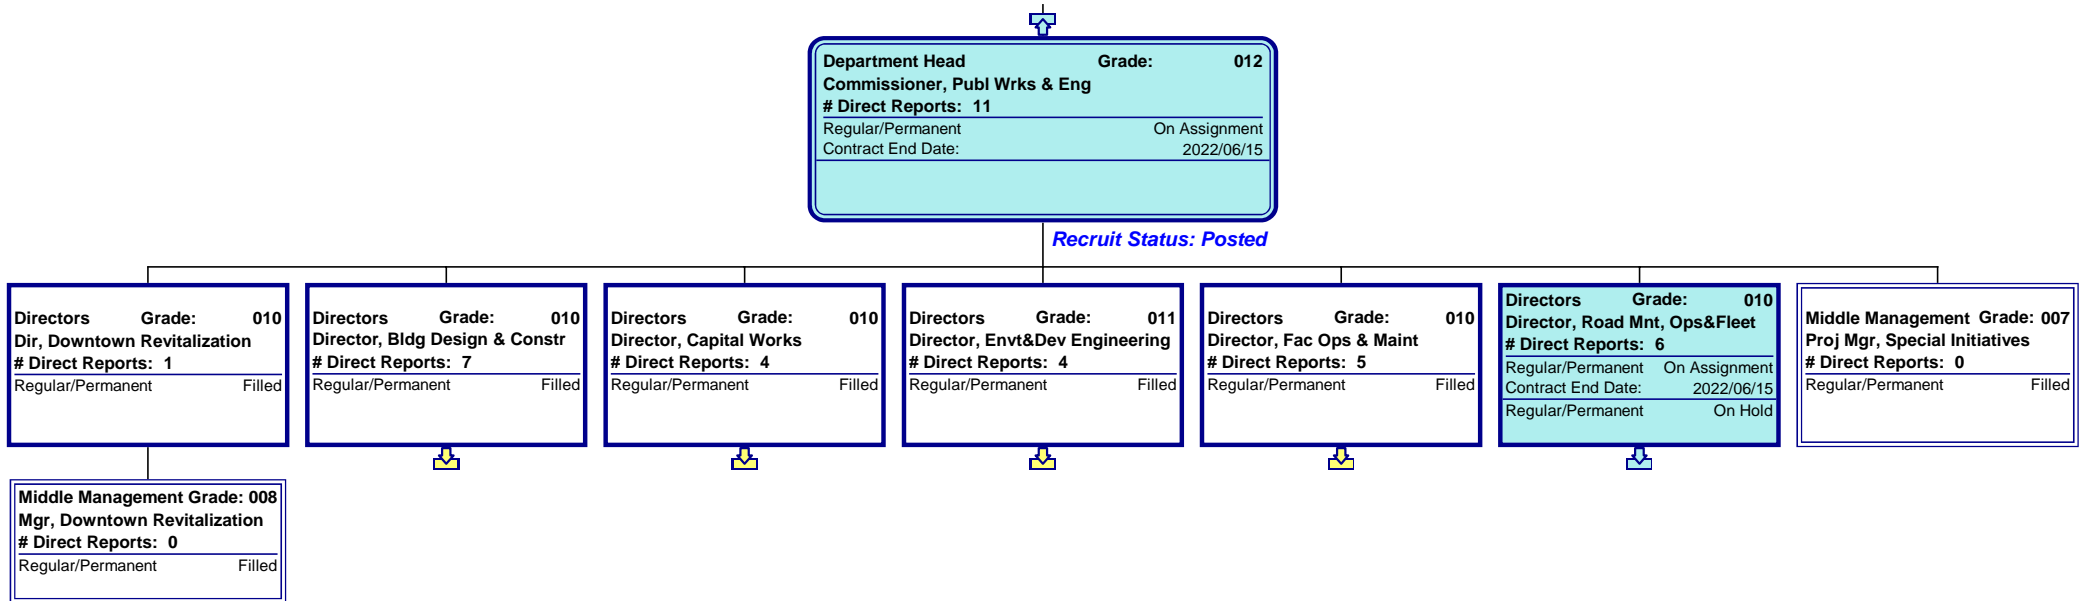 Department Head Grade: 012
Commissioner, Publ Wrks & Eng
# Direct Reports: 11
Regular/Permanent On Assignment
Contract End Date: 2022/06/15
Recruit Status: Posted
Directors Grade: 010
Dir, Downtown Revitalization
# Direct Reports: 1
Regular/Permanent Filled
Directors Grade: 010
Director, Bldg Design & Constr
# Direct Reports: 7
Regular/Permanent Filled
Directors Grade: 010
Director, Capital Works
# Direct Reports: 4
Regular/Permanent Filled
Directors Grade: 011
Director, Envt&Dev Engineering
# Direct Reports: 4
Regular/Permanent Filled
Directors Grade: 010
Director, Fac Ops & Maint
# Direct Reports: 5
Regular/Permanent Filled
Directors Grade: 010
Director, Road Mnt, Ops&Fleet
# Direct Reports: 6
Regular/Permanent On Assignment
Contract End Date: 2022/06/15
Regular/Permanent On Hold
Middle Management Grade: 007
Proj Mgr, Special Initiatives
# Direct Reports: 0
Regular/Permanent Filled
Middle Management Grade: 008
Mgr, Downtown Revitalization
# Direct Reports: 0
Regular/Permanent Filled